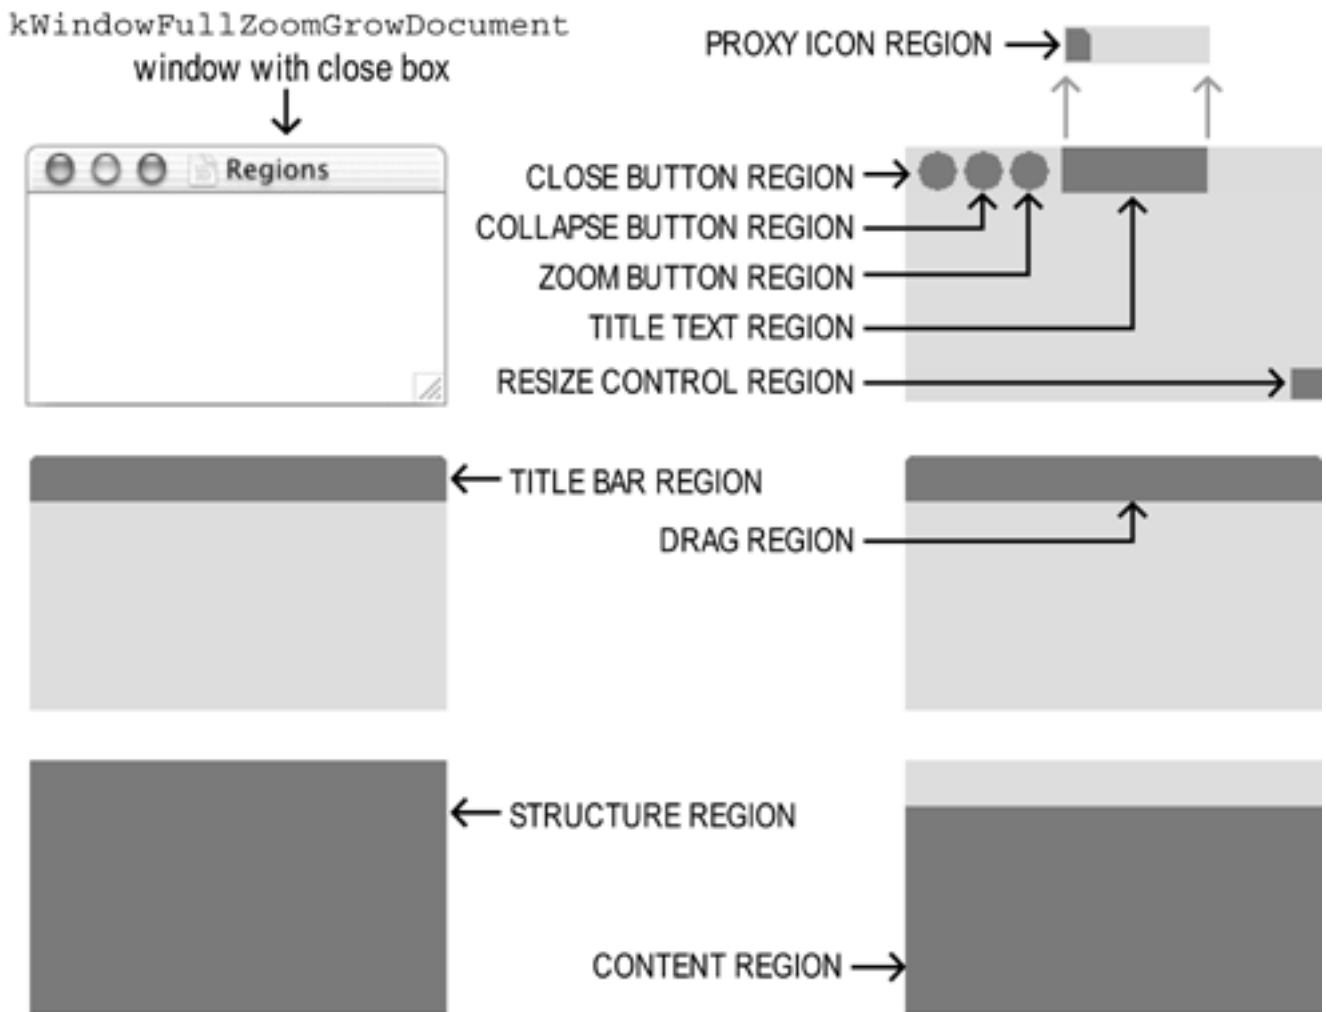 kWindowFullZoomGrowDocument
window with close box
PROXY ICON REGION
Regions
CLOSE BUTTON REGION
COLLAPSE BUTTON REGION
ZOOM BUTTON REGION
TITLE TEXT REGION
RESIZE CONTROL REGION
TITLE BAR REGION
DRAG REGION
STRUCTURE REGION
CONTENT REGION